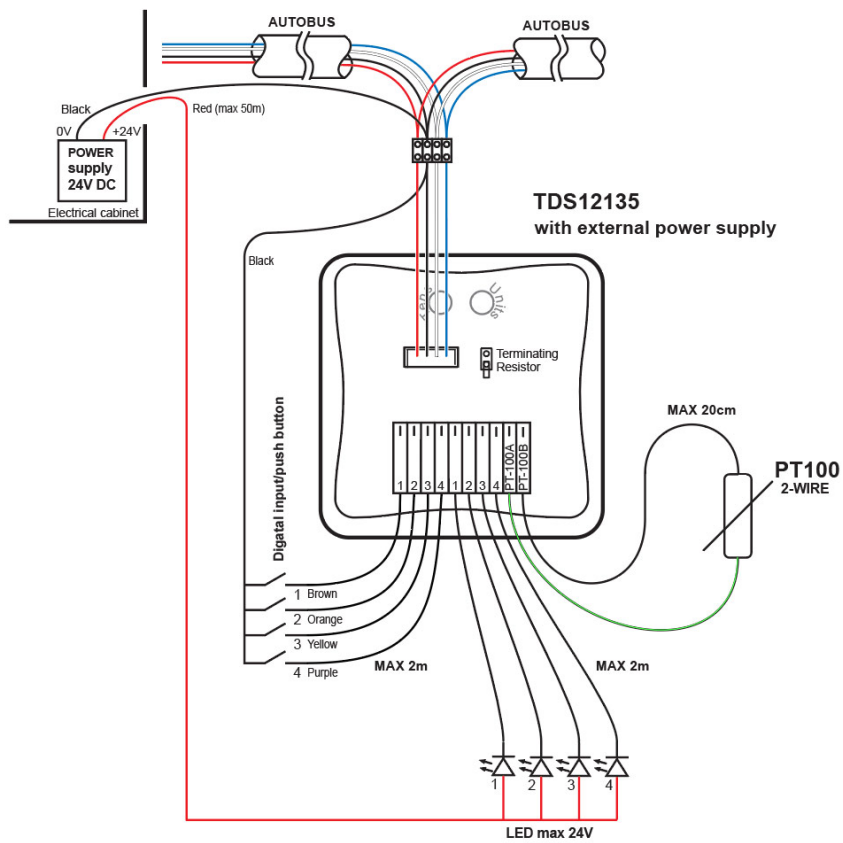 AUTOBUS
AUTOBUS
Black
Red (max 50m)
0V
+24V
POWER
supply
24V DC
Electrical cabinet
TDS12135
with external power supply
Black
Units
Terminating
Resistor
MAX 20cm
Digatal input/push button
PT-100A
PT-100B
1 2 3 4 1 2 3 4
PT100
2-WIRE
1 Brown
2 Orange
3 Yellow
4 Purple
MAX 2m
MAX 2m
1 2 3 4
LED max 24V